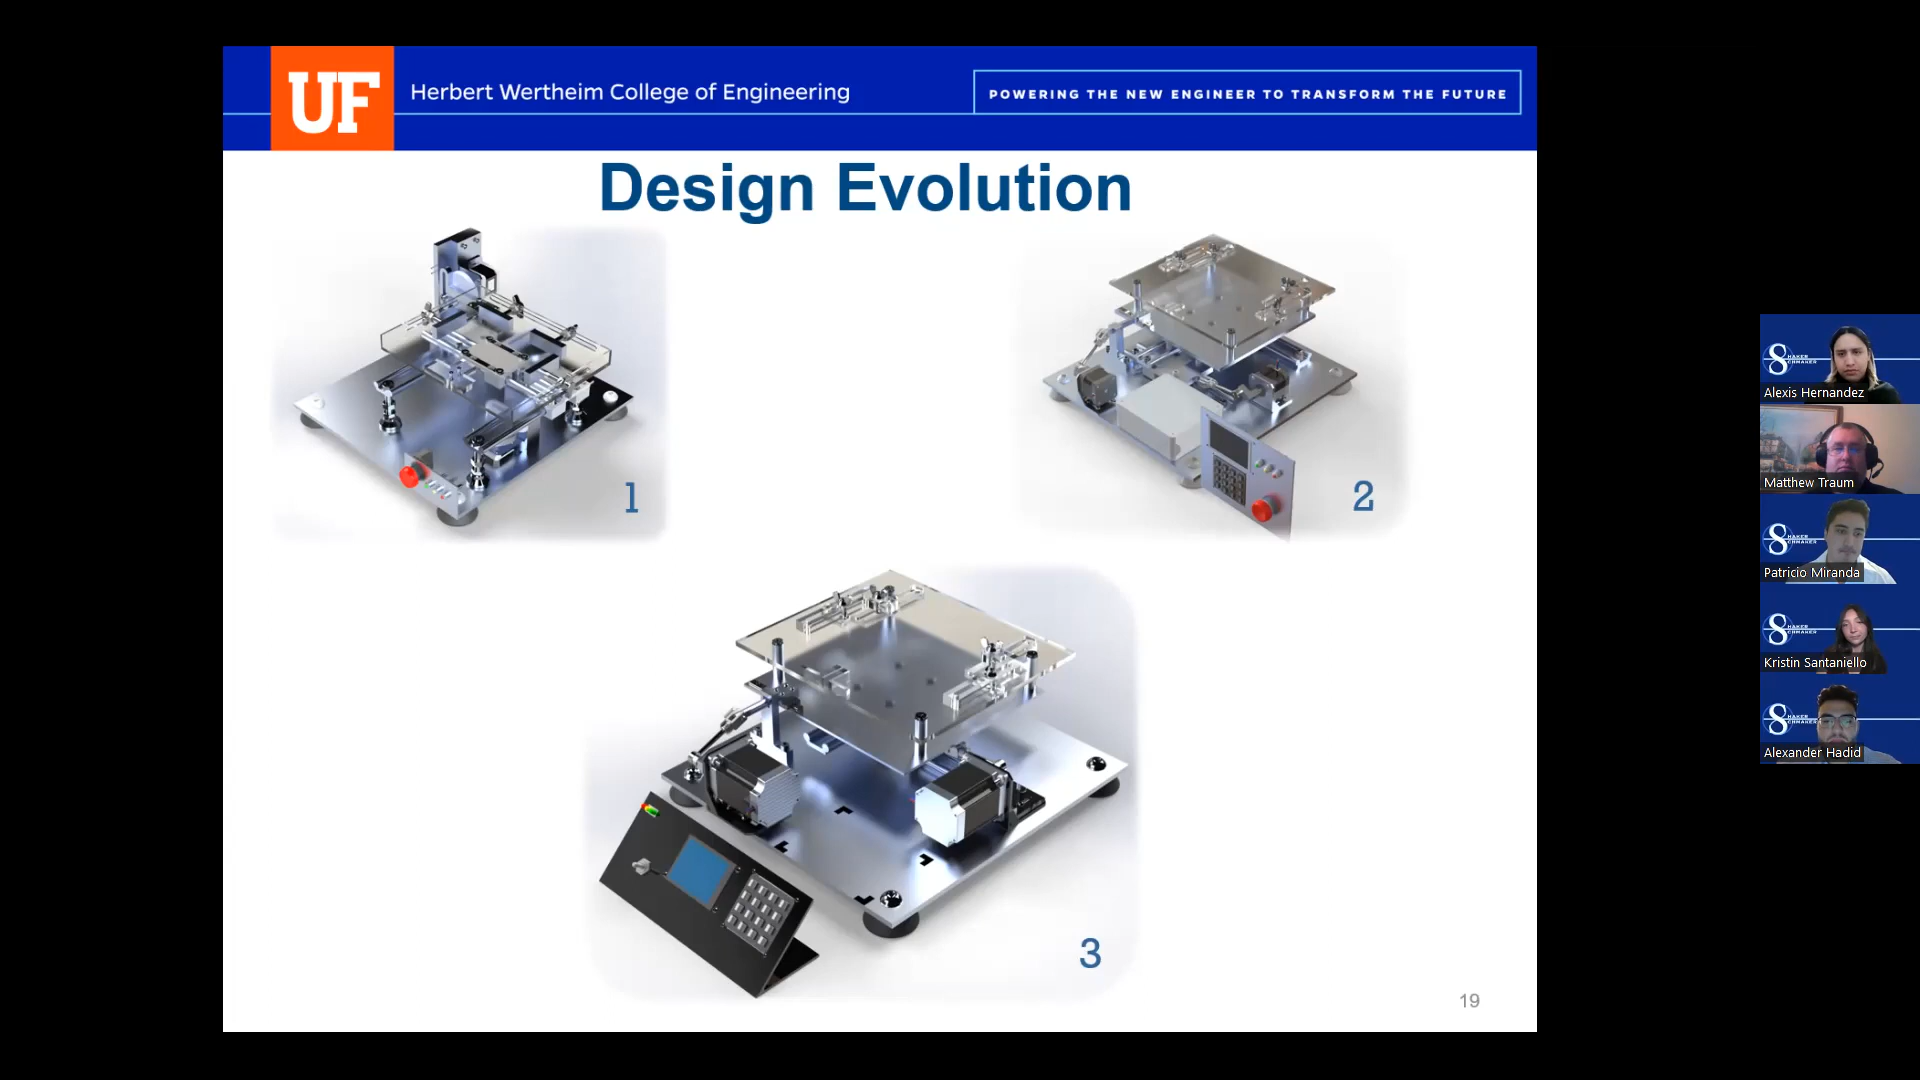 UF
Herbert Wertheim College of Engineering
POWERING THE NEW ENGINEER TO TRANSFORM THE FUTURE
Design Evolution
1
2
3
19
Alexis Hernandez
Matthew Traum
Patricio Miranda
Kristin Santaniello
Alexander Hadid